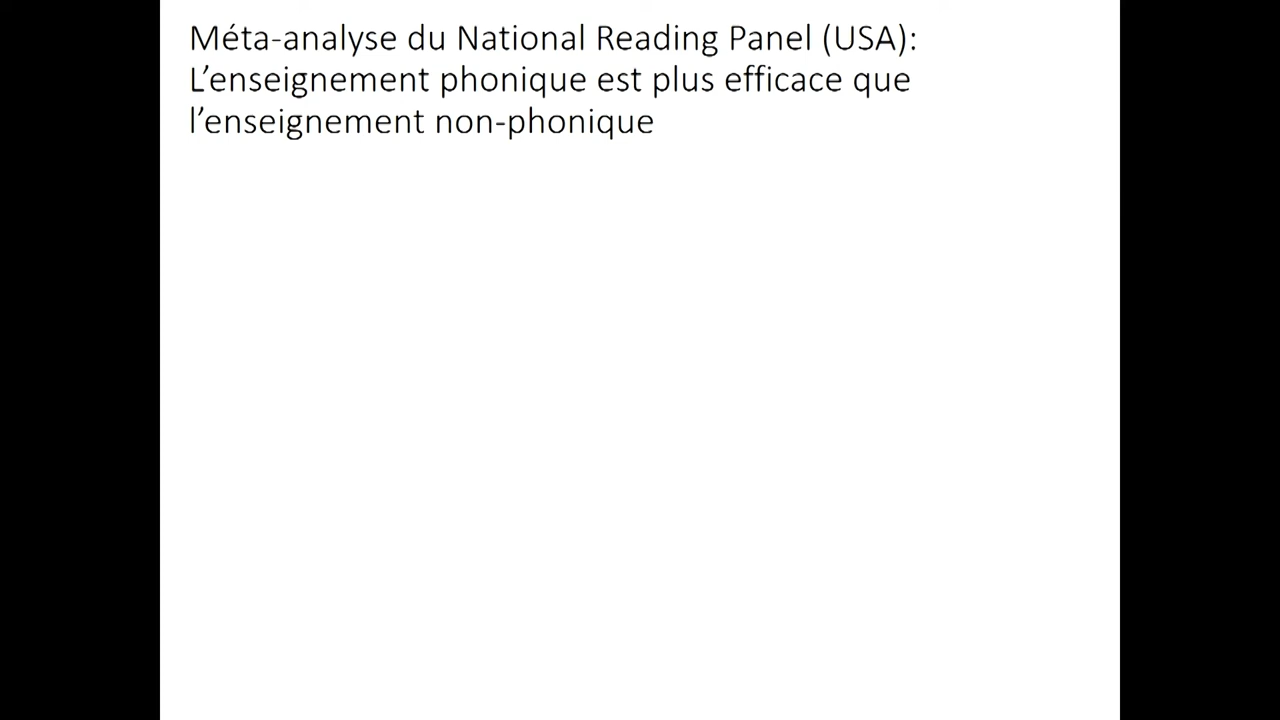 Méta-analyse du National Reading Panel (USA):
L’enseignement phonique est plus efficace que
l’enseignement non-phonique